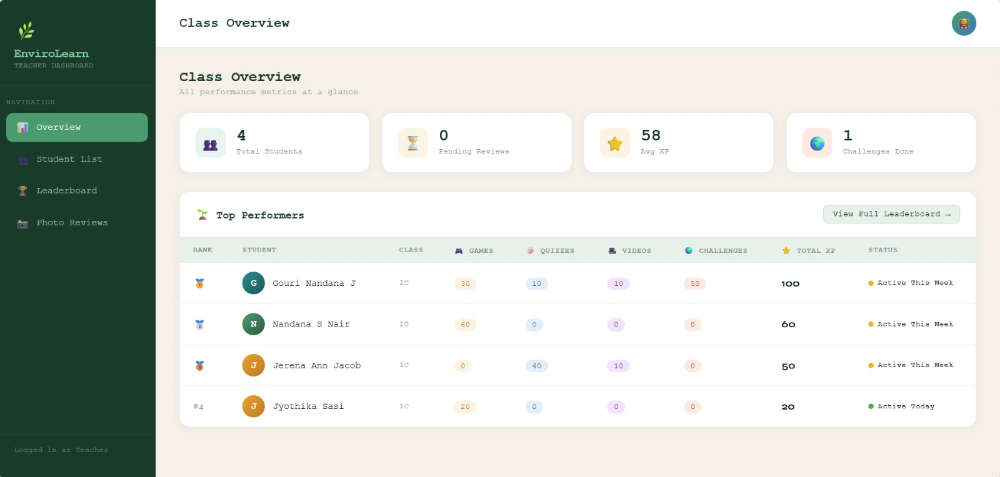 EnviroLearn
TEACHER DASHBOARD
NAVIGATION
Overview
Student List
Leaderboard
Photo Reviews
Logged in as Teacher
Class Overview
Class Overview
All performance metrics at a glance
4
Total Students
0
Pending Reviews
58
Avg XP
1
Challenges Done
Top Performers
View Full Leaderboard →
RANK STUDENT CLASS GAMES QUIZZES VIDEOS CHALLENGES TOTAL XP STATUS
1 G Gouri Nandana J 1C 30 10 10 50 100 Active This Week
2 N Nandana S Nair 1C 60 0 0 0 60 Active This Week
3 J Jerena Ann Jacob 1C 0 40 10 0 50 Active This Week
#4 J Jyothika Sasi 1C 20 0 0 0 20 Active Today